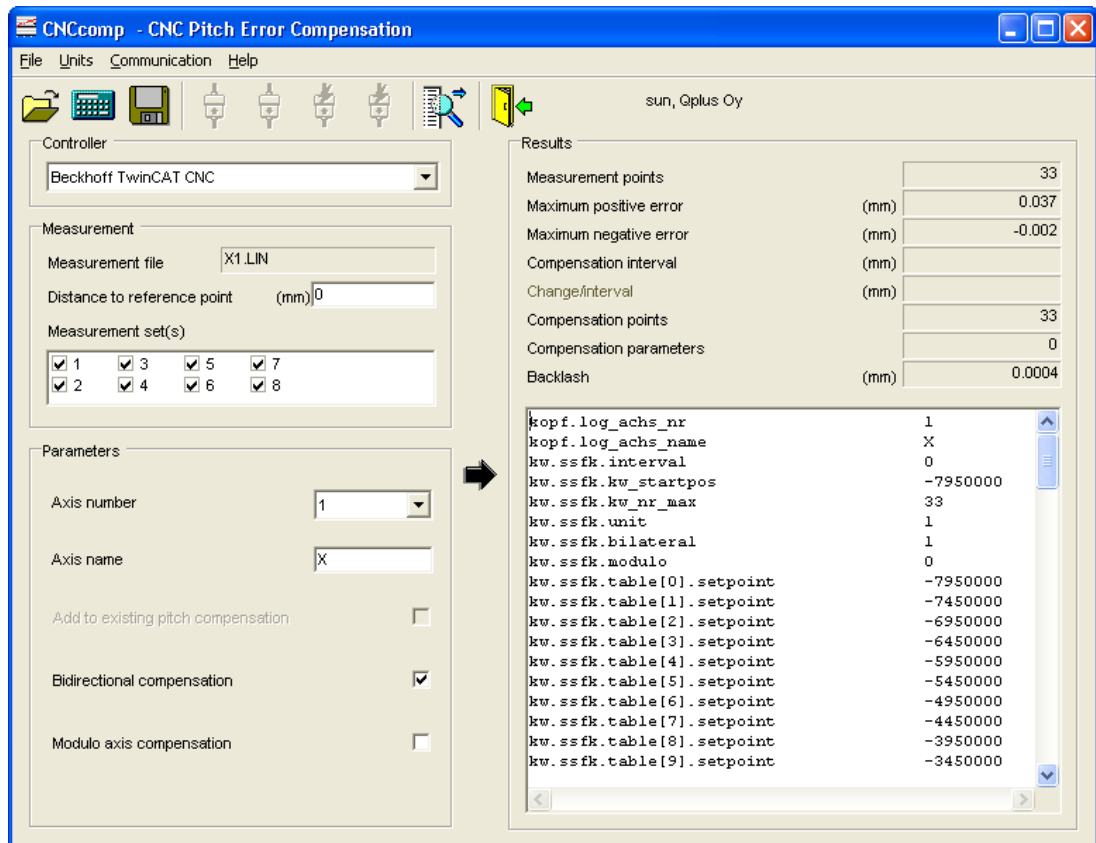 CNCcomp - CNC Pitch Error Compensation
File Units Communication Help
sun, Qplus Oy
Controller
Beckhoff TwinCAT CNC
Measurement
Measurement file X1.LIN
Distance to reference point (mm) 0
Measurement set(s)
1 3 5 7
2 4 6 8
Parameters
Axis number 1
Axis name X
Add to existing pitch compensation
Bidirectional compensation
Modulo axis compensation
Results
Measurement points 33
Maximum positive error (mm) 0.037
Maximum negative error (mm) -0.002
Compensation interval (mm)
Change/interval (mm)
Compensation points 33
Compensation parameters 0
Backlash (mm) 0.0004
kopf.log_achs_nr 1
kopf.log_achs_name X
kw.ssfk.interval 0
kw.ssfk.kw_startpos -7950000
kw.ssfk.kw_nr_max 33
kw.ssfk.unit 1
kw.ssfk.bilateral 1
kw.ssfk.modulo 0
kw.ssfk.table[0].setpoint -7950000
kw.ssfk.table[1].setpoint -7450000
kw.ssfk.table[2].setpoint -6950000
kw.ssfk.table[3].setpoint -6450000
kw.ssfk.table[4].setpoint -5950000
kw.ssfk.table[5].setpoint -5450000
kw.ssfk.table[6].setpoint -4950000
kw.ssfk.table[7].setpoint -4450000
kw.ssfk.table[8].setpoint -3950000
kw.ssfk.table[9].setpoint -3450000